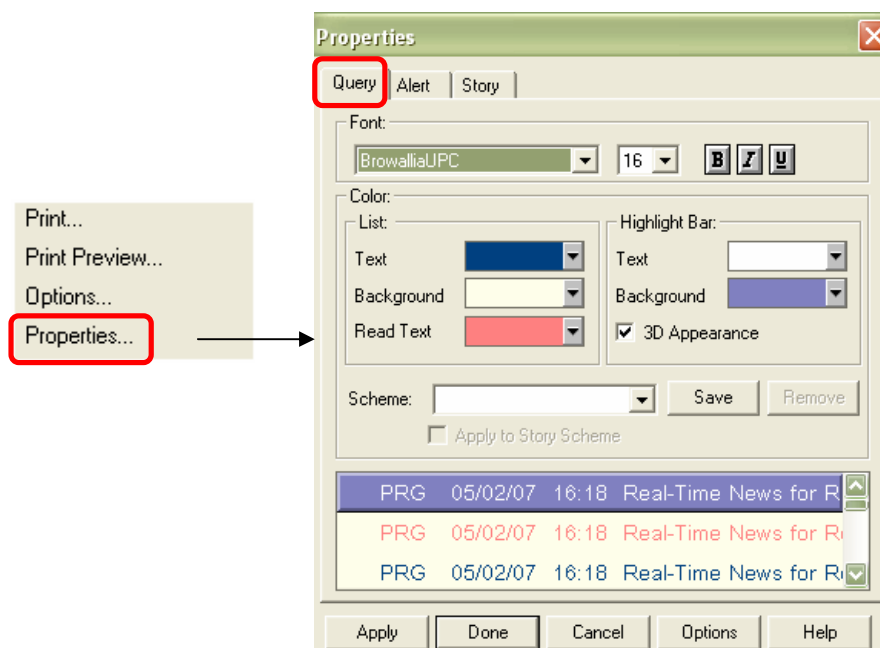 Print...
Print Preview...
Options...
Properties...
Properties
Query Alert Story
Font:
BrowalliaUPC 16 B I U
Color:
List: Highlight Bar:
Text Text
Background Background
Read Text 3D Appearance
Scheme: Save Remove
Apply to Story Scheme
PRG 05/02/07 16:18 Real-Time News for R
PRG 05/02/07 16:18 Real-Time News for R
PRG 05/02/07 16:18 Real-Time News for R
Apply Done Cancel Options Help